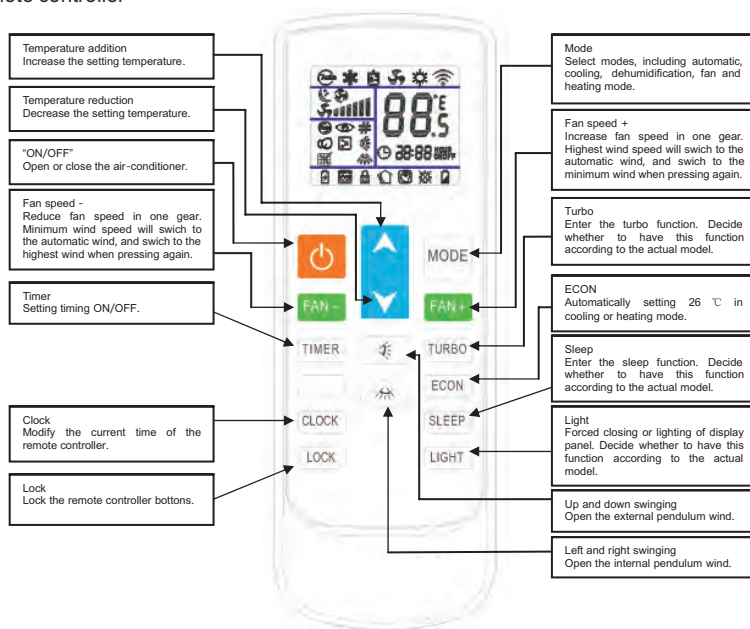 Temperature addition
Increase the setting temperature.
Temperature reduction
Decrease the setting temperature.
"ON/OFF"
Open or close the air-conditioner.
Fan speed -
Reduce fan speed in one gear.
Minimum wind speed will swich to
the automatic wind, and swich to the
highest wind when pressing again.
Timer
Setting timing ON/OFF.
Clock
Modify the current time of the
remote controller.
Lock
Lock the remote controller bottons.
88.5
28-88
MODE
FAN -
FAN +
TIMER
TURBO
ECON
CLOCK
SLEEP
LOCK
LIGHT
Mode
Select modes, including automatic,
cooling, dehumidification, fan and
heating mode.
Fan speed +
Increase fan speed in one gear.
Highest wind speed will swich to the
automatic wind, and swich to the
minimum wind when pressing again.
Turbo
Enter the turbo function. Decide
whether to have this function
according to the actual model.
ECON
Automatically setting 26 ℃ in
cooling or heating mode.
Sleep
Enter the sleep function. Decide
whether to have this function
according to the actual model.
Light
Forced closing or lighting of display
panel. Decide whether to have this
function according to the actual
model.
Up and down swinging
Open the external pendulum wind.
Left and right swinging
Open the internal pendulum wind.